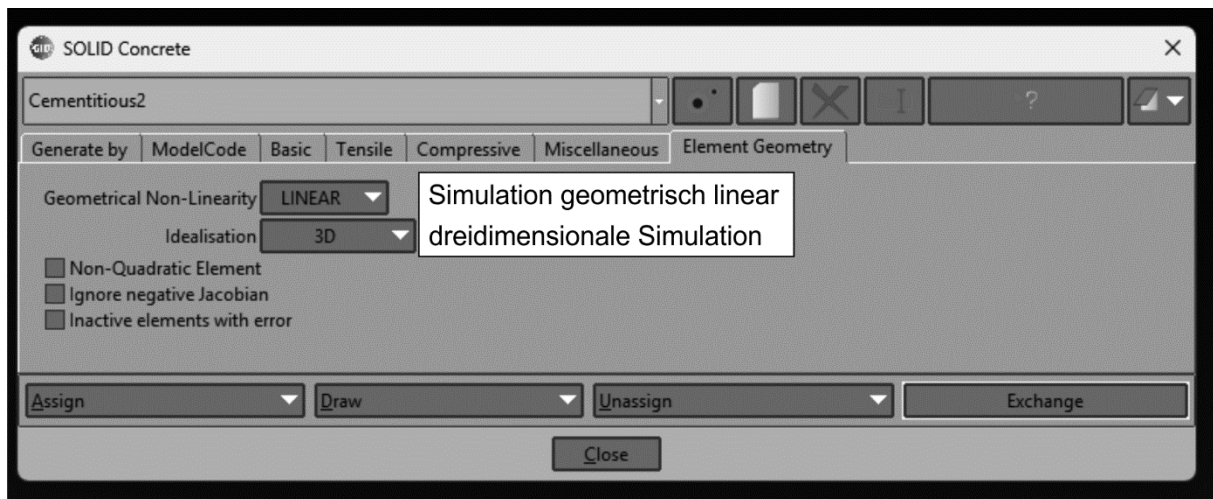 GiD SOLID Concrete
Cementitious2 ?
Generate by ModelCode Basic Tensile Compressive Miscellaneous Element Geometry
Geometrical Non-Linearity LINEAR Simulation geometrisch linear
Idealisation 3D dreidimensionale Simulation
Non-Quadratic Element
Ignore negative Jacobian
Inactive elements with error
Assign Draw Unassign Exchange
Close